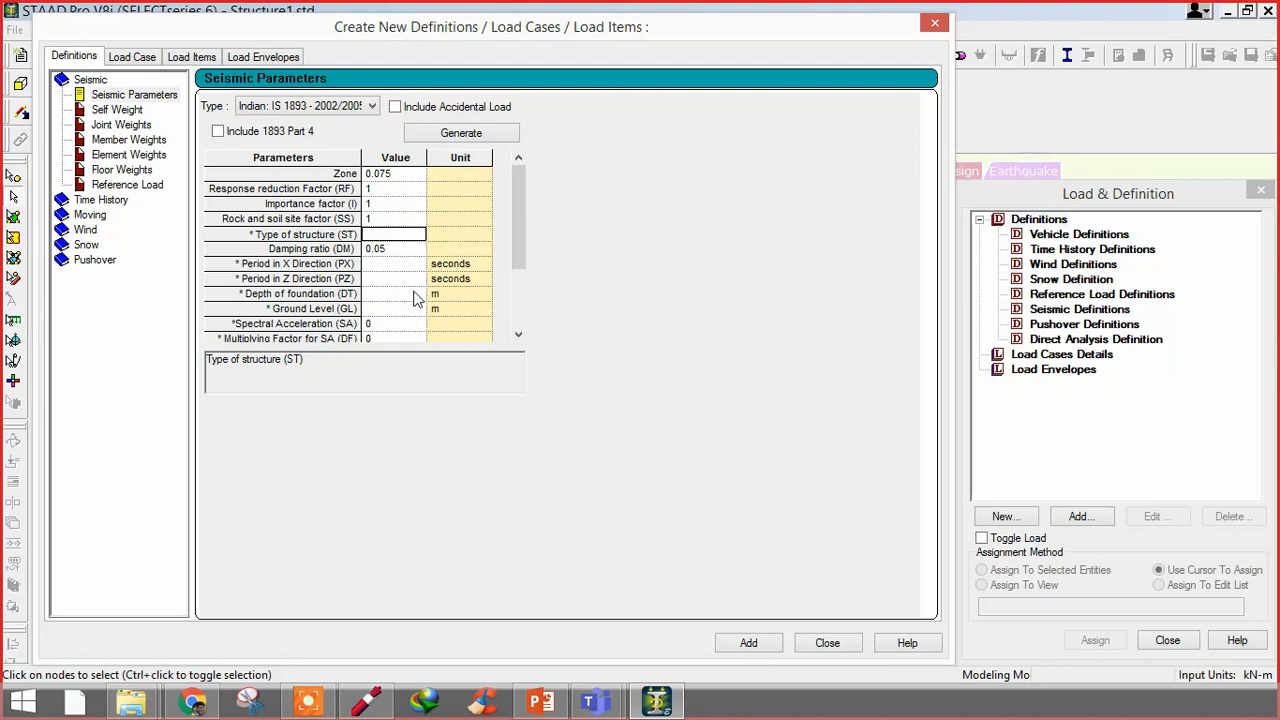 STAAD.Pro V8i (SELECTseries 6) - Structure1.std
File
Create New Definitions / Load Cases / Load Items :
Definitions
Load Case
Load Items
Load Envelopes
Seismic
Seismic Parameters
Self Weight
Joint Weights
Member Weights
Element Weights
Floor Weights
Reference Load
Time History
Moving
Wind
Snow
Pushover
Seismic Parameters
Type :
Indian: IS 1893 - 2002/2005
Include Accidental Load
Include 1893 Part 4
Generate
Parameters Value Unit
Zone 0.075
Response reduction Factor (RF) 1
Importance factor (I) 1
Rock and soil site factor (SS) 1
* Type of structure (ST)
Damping ratio (DM) 0.05
* Period in X Direction (PX) seconds
* Period in Z Direction (PZ) seconds
* Depth of foundation (DT) m
* Ground Level (GL) m
*Spectral Acceleration (SA) 0
* Multiplying Factor for SA (DF) 0
Type of structure (ST)
Add
Close
Help
sign
Earthquake
Load & Definition
Definitions
Vehicle Definitions
Time History Definitions
Wind Definitions
Snow Definition
Reference Load Definitions
Seismic Definitions
Pushover Definitions
Direct Analysis Definition
Load Cases Details
Load Envelopes
New...
Add...
Edit ...
Delete...
Toggle Load
Assignment Method
Assign To Selected Entities
Use Cursor To Assign
Assign To View
Assign To Edit List
Assign
Close
Help
Click on nodes to select (Ctrl+click to toggle selection)
Modeling Mo
Input Units: kN-m